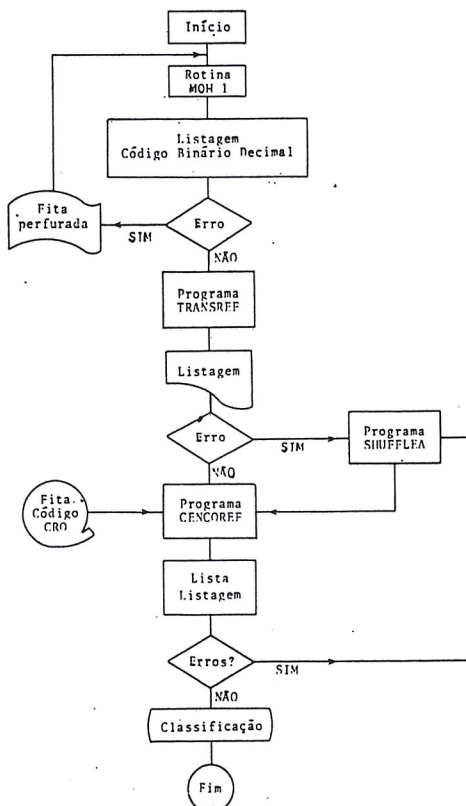 Início
Rotina
MOH 1
Listagem
Código Binário Decimal
Fita
perfurada
SIM
Erro
NÃO
Programa
TRANSREF
Listagem
Erro
SIM
Programa
SHUFFLEA
NÃO
Fita
Código
CRO
Programa
CENCOREF
Lista
Listagem
Erros?
SIM
NÃO
Classificação
Fim